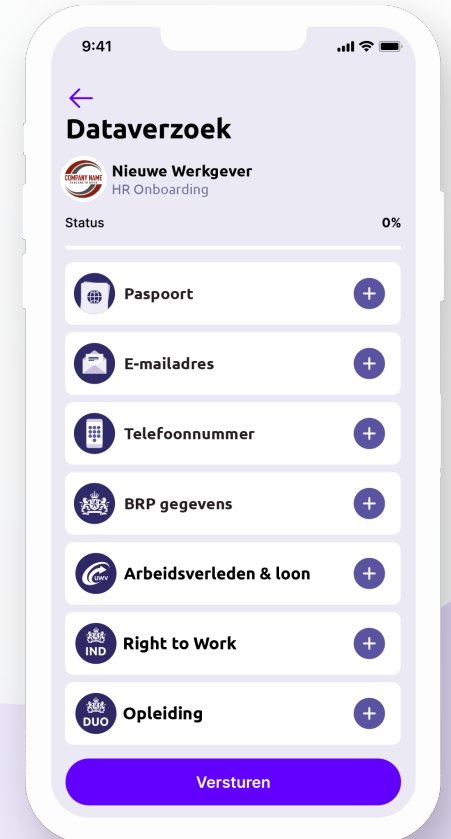 9:41
Dataverzoek
COMPANY NAME
Nieuwe Werkgever
HR Onboarding
Status 0%
Paspoort
E-mailadres
Telefoonnummer
BRP gegevens
UWV
Arbeidsverleden & loon
IND
Right to Work
DUO
Opleiding
Versturen